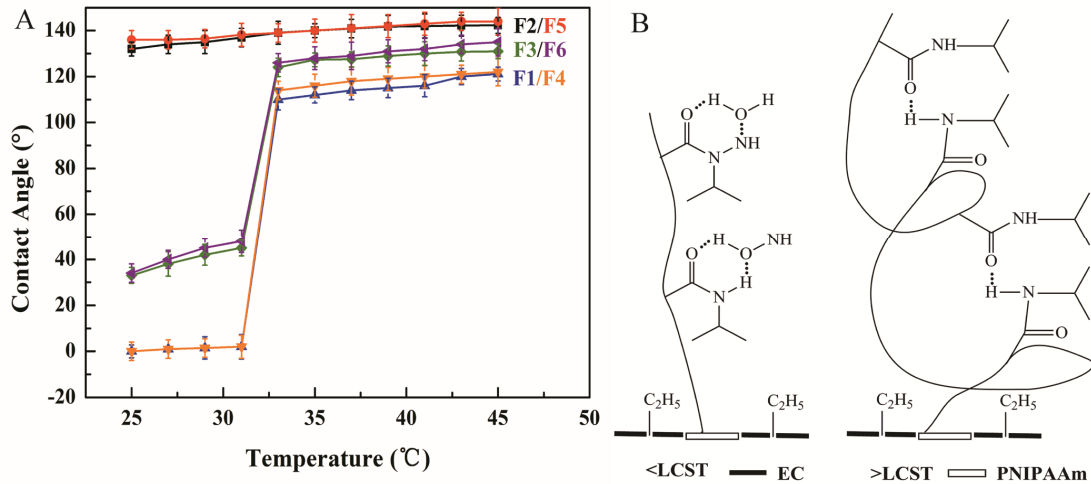 A
B
Contact Angle (°)
140
120
100
80
60
40
20
0
-20
F2/F5
F3/F6
F1/F4
25
30
35
40
45
50
Temperature (℃)
O
H
O
H
N
NH
O
H
O
NH
H
N
C₂H₅
C₂H₅
<LCST
EC
NH
O
H
N
O
NH
O
H
N
O
C₂H₅
C₂H₅
>LCST
PNIPAAm